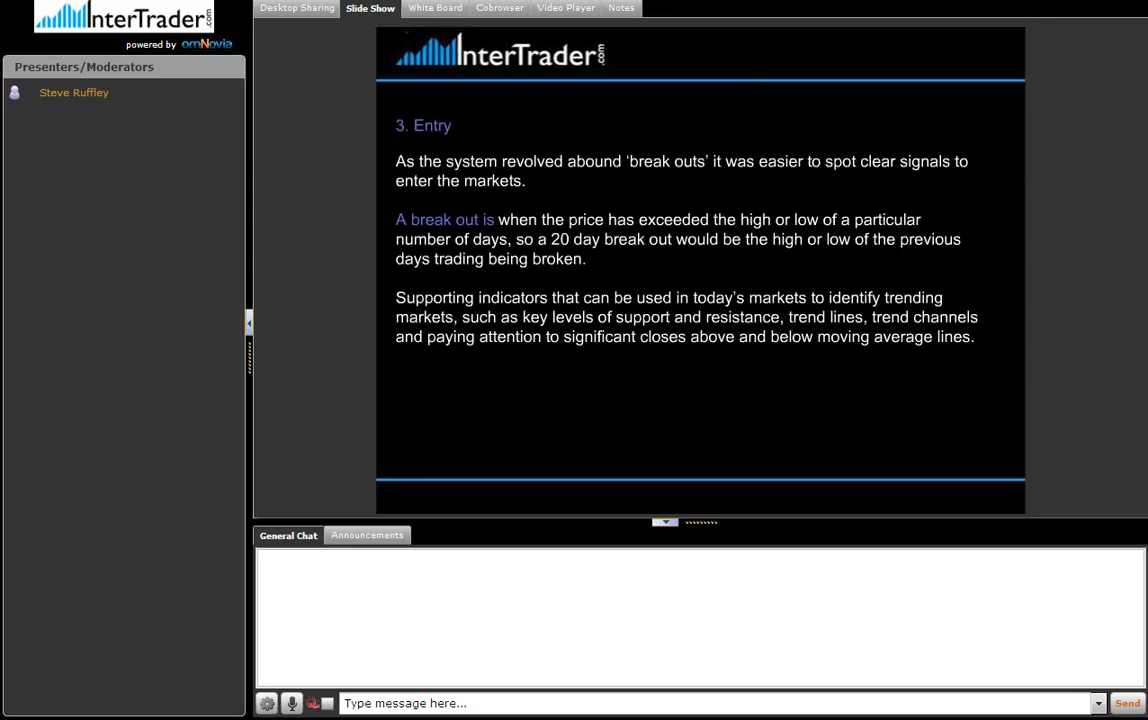 InterTrader.com
powered by omNovia
Presenters/Moderators
Steve Ruffley
Desktop Sharing
Slide Show
White Board
Cobrowser
Video Player
Notes
InterTrader.com
3. Entry
As the system revolved abound ‘break outs’ it was easier to spot clear signals to
enter the markets.
A break out is when the price has exceeded the high or low of a particular
number of days, so a 20 day break out would be the high or low of the previous
days trading being broken.
Supporting indicators that can be used in today’s markets to identify trending
markets, such as key levels of support and resistance, trend lines, trend channels
and paying attention to significant closes above and below moving average lines.
General Chat
Announcements
Type message here...
Send